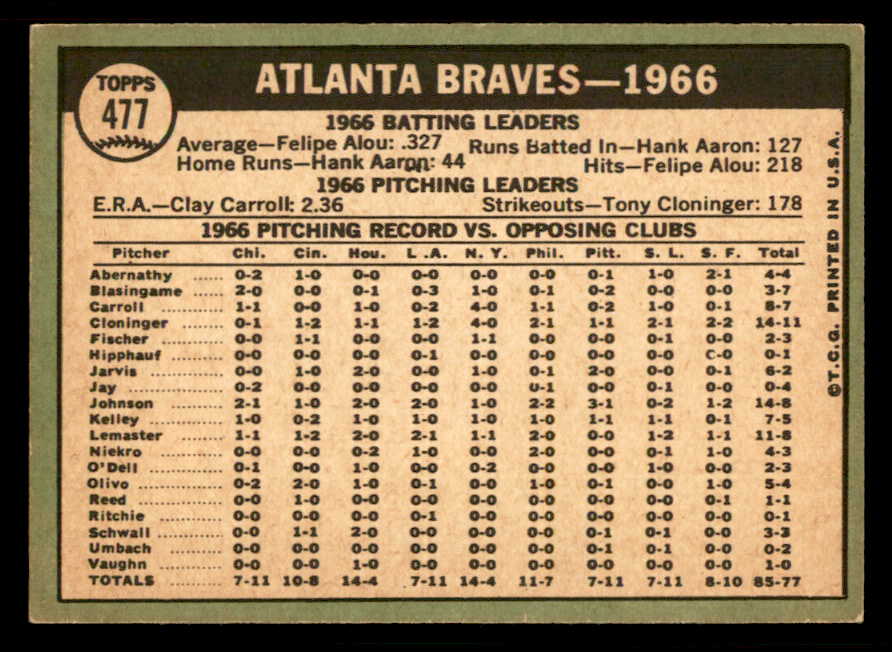 TOPPS
477
ATLANTA BRAVES—1966
1966 BATTING LEADERS
Average—Felipe Alou: .327 Runs Batted In—Hank Aaron: 127
Home Runs—Hank Aaron: 44 Hits—Felipe Alou: 218
1966 PITCHING LEADERS
E.R.A.—Clay Carroll: 2.36 Strikeouts—Tony Cloninger: 178
1966 PITCHING RECORD VS. OPPOSING CLUBS
Pitcher Chi. Cin. Hou. L.A. N.Y. Phil. Pitt. S.L. S.F. Total
Abernathy ...... 0-2 1-0 0-0 0-0 0-0 0-0 0-1 1-0 2-1 4-4
Blasingame ...... 2-0 0-0 0-1 0-3 1-0 0-1 0-2 0-0 0-0 3-7
Carroll ............ 1-1 0-0 1-0 0-2 4-0 1-1 0-2 1-0 0-1 8-7
Cloninger ........ 0-1 1-2 1-1 1-2 4-0 2-1 1-1 2-1 2-2 14-11
Fischer ............ 0-0 1-1 0-0 0-0 1-1 0-0 0-0 0-1 0-0 2-3
Hipphauf .......... 0-0 0-0 0-0 0-1 0-0 0-0 0-0 0-0 0-0 0-1
Jarvis .............. 0-0 1-0 2-0 0-0 1-0 0-1 2-0 0-0 0-1 6-2
Jay .................. 0-2 0-0 0-0 0-0 0-0 0-1 0-0 0-1 0-0 0-4
Johnson .......... 2-1 1-0 2-0 2-0 1-0 2-2 3-1 0-2 1-2 14-8
Kelley .............. 1-0 0-2 1-0 1-0 1-0 1-0 1-1 1-1 0-1 7-5
Lemaster ........ 1-1 1-2 2-0 2-1 1-1 2-0 0-0 1-2 1-1 11-8
Niekro .............. 0-0 0-0 0-2 1-0 0-0 2-0 0-0 0-1 1-0 4-3
O'Dell .............. 0-1 0-0 1-0 0-0 0-2 0-0 0-0 1-0 0-0 2-3
Olivo ................ 0-2 2-0 1-0 0-1 0-0 1-0 0-1 0-0 1-0 5-4
Reed ................ 0-0 1-0 0-0 0-0 0-0 0-0 0-0 0-0 0-1 1-1
Ritchie ............ 0-0 0-0 0-0 0-1 0-0 0-0 0-0 0-0 0-0 0-1
Schwall ............ 0-0 1-1 2-0 0-0 0-0 0-0 0-1 0-1 0-0 3-3
Umbach .......... 0-0 0-0 0-0 0-0 0-0 0-0 0-1 0-1 0-0 0-2
Vaughn ............ 0-0 0-0 1-0 0-0 0-0 0-0 0-0 0-0 0-0 1-0
TOTALS .......... 7-11 10-8 14-4 7-11 14-4 11-7 7-11 7-11 8-10 85-77
©T.C.G. PRINTED IN U.S.A.